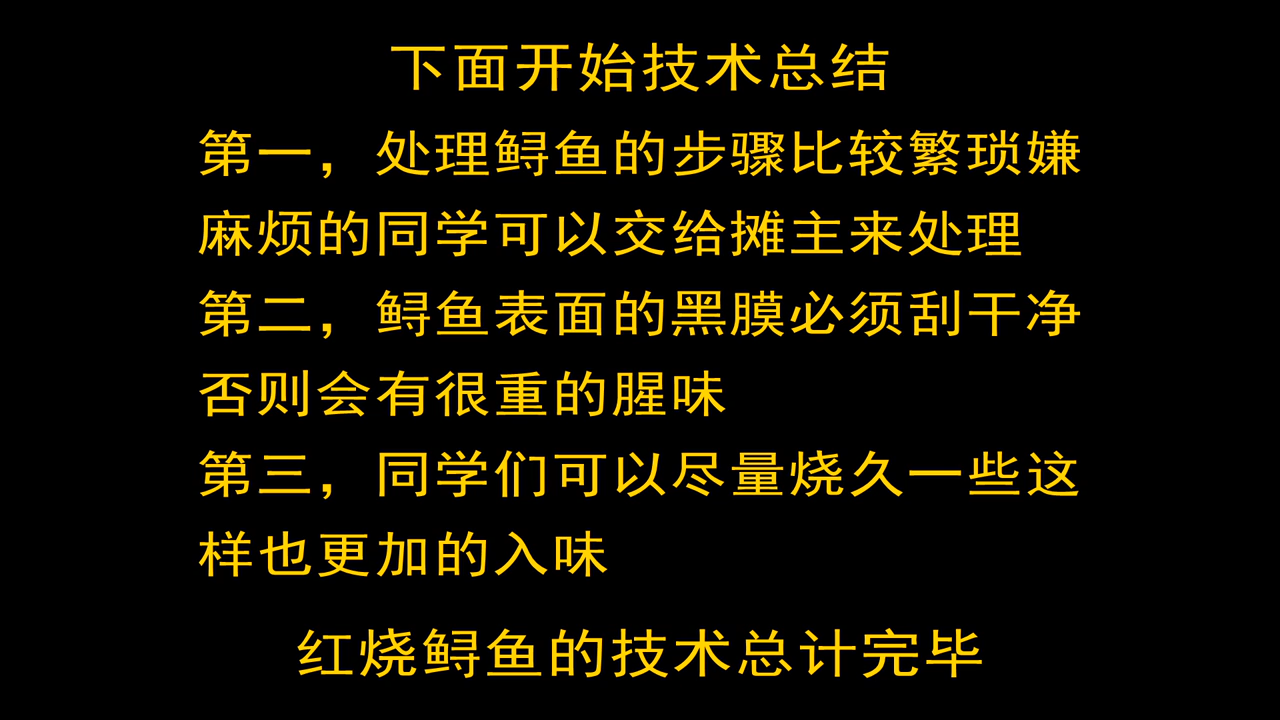 下面开始技术总结
第一，处理鲟鱼的步骤比较繁琐嫌
麻烦的同学可以交给摊主来处理
第二，鲟鱼表面的黑膜必须刮干净
否则会有很重的腥味
第三，同学们可以尽量烧久一些这
样也更加的入味
红烧鲟鱼的技术总计完毕